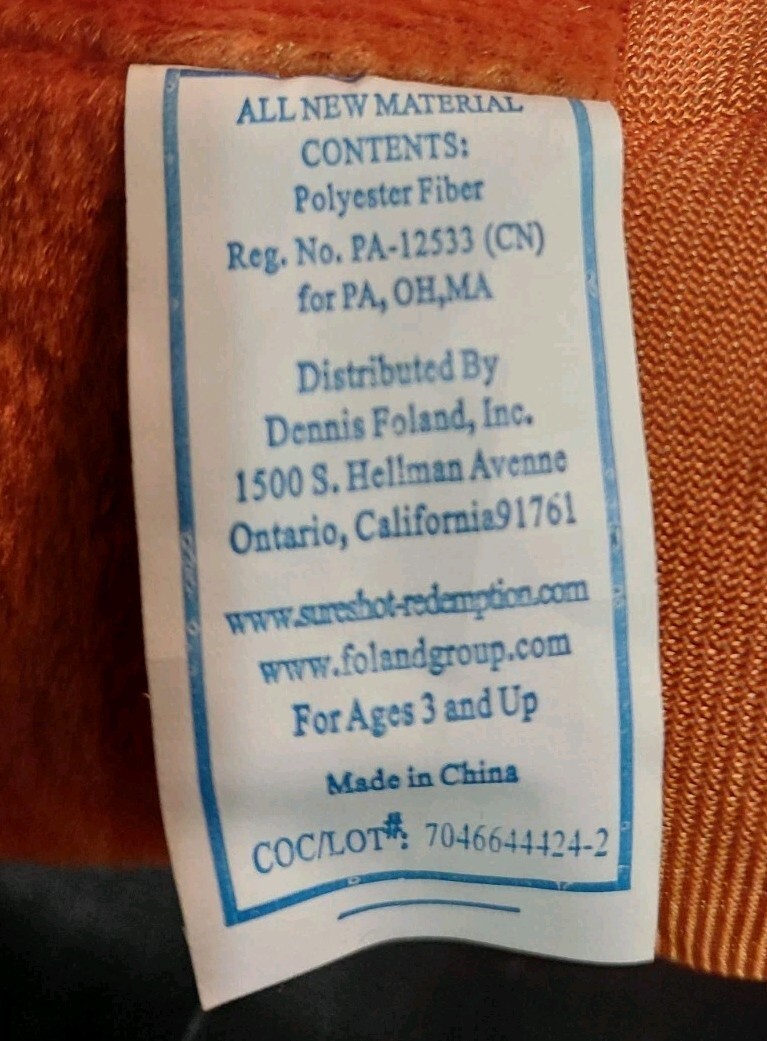 ALL NEW MATERIAL
CONTENTS:
Polyester Fiber
Reg. No. PA-12533 (CN)
for PA, OH,MA
Distributed By
Dennis Foland, Inc.
1500 S. Hellman Avenne
Ontario, California91761
www.sureshot-redemption.com
www.folandgroup.com
For Ages 3 and Up
Made in China
COC/LOT#: 7046644424-2